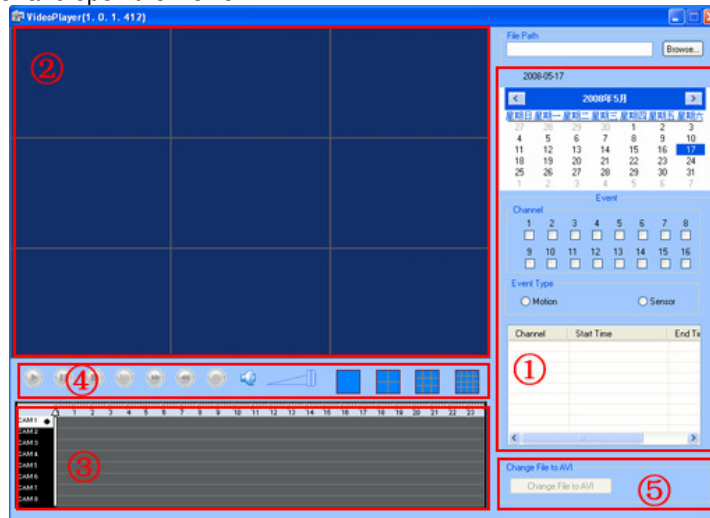 VideoPlayer(1. 0. 1. 412)
②
File Path
Browse...
2008-05-17
2008年5月
星期日 星期一 星期二 星期三 星期四 星期五 星期六
27 28 29 30 1 2 3
4 5 6 7 8 9 10
11 12 13 14 15 16 17
18 19 20 21 22 23 24
25 26 27 28 29 30 31
1 2 3 4 5 6 7
Event
Channel
1 2 3 4 5 6 7 8
9 10 11 12 13 14 15 16
Event Type
Motion Sensor
Channel Start Time End Ti
①
④
1 2 3 4 5 6 7 8 9 10 11 12 13 14 15 16 17 18 19 20 21 22 23
CAM 1
CAM 2
CAM 3
CAM 4
CAM 5
CAM 6
CAM 7
CAM 8
③
Change File to AVI
Change File to AVI
⑤